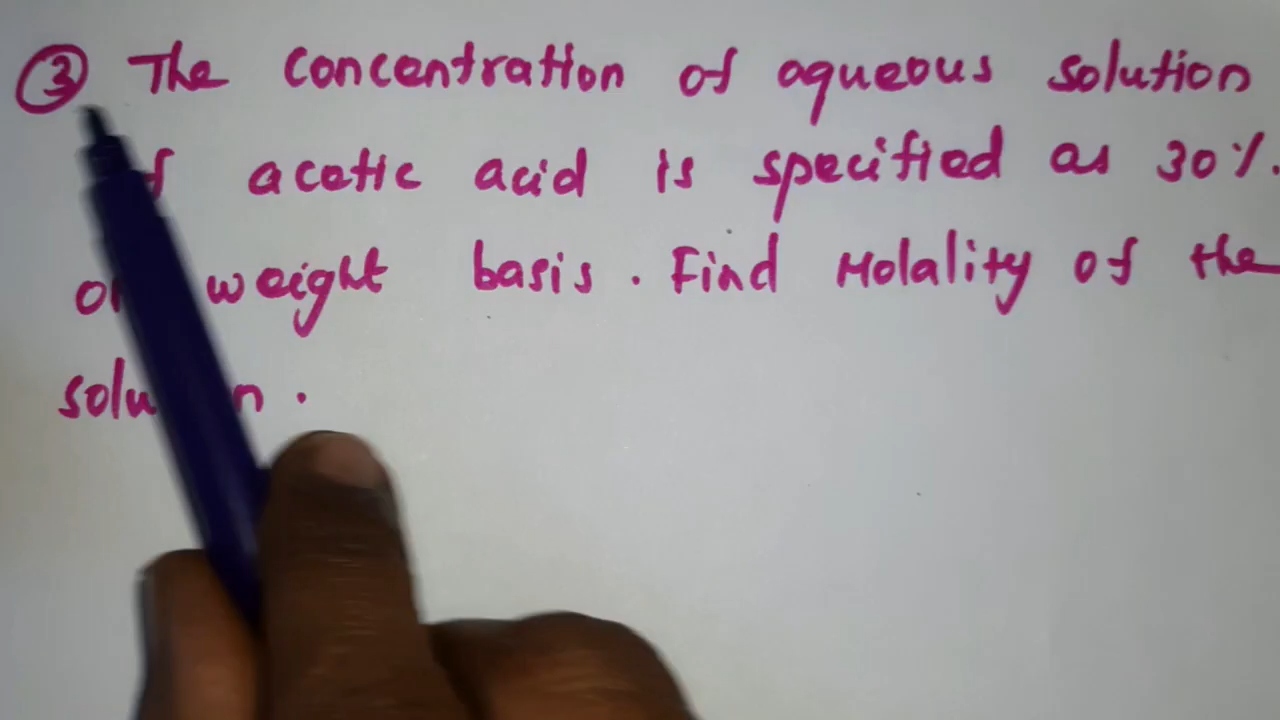 ③ The concentration of aqueous solution
acetic acid is specified as 30%.
weight basis. Find Molality of the
.